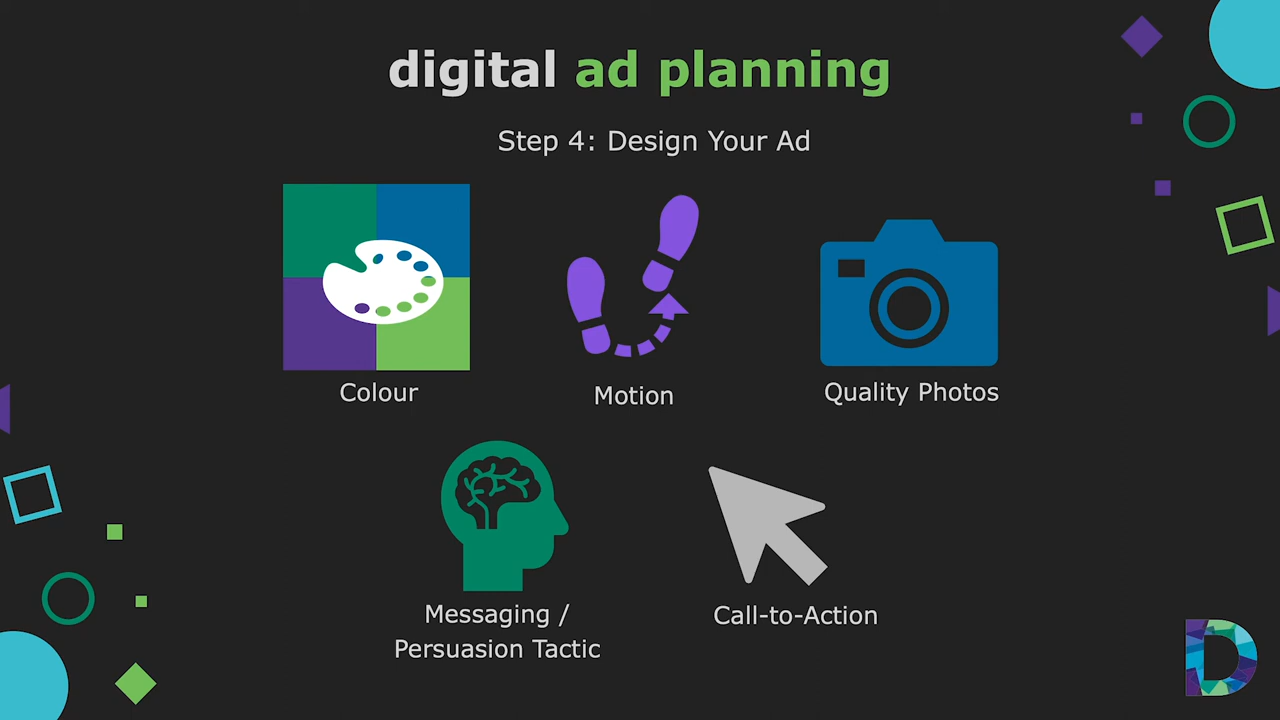 digital ad planning
Step 4: Design Your Ad
Colour
Motion
Quality Photos
Messaging /
Persuasion Tactic
Call-to-Action
D